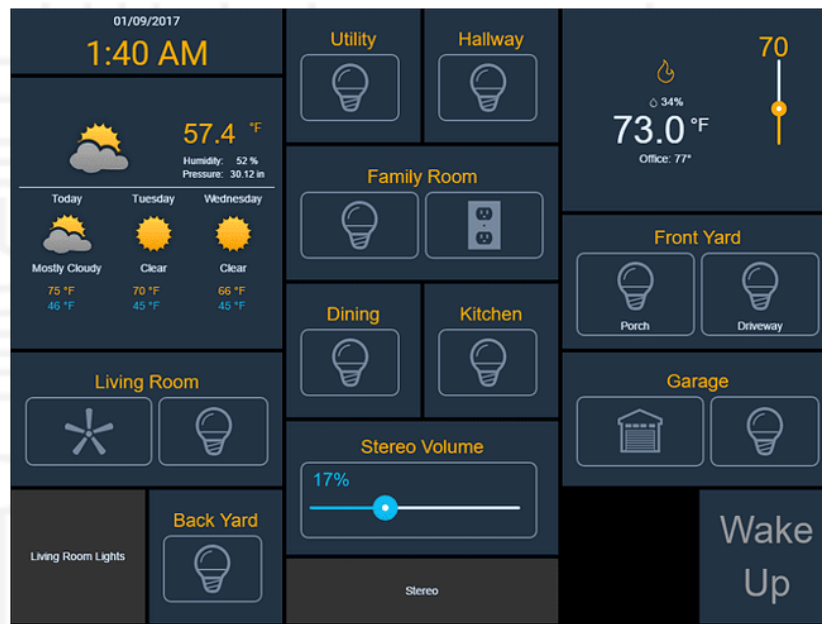 01/09/2017
1:40 AM
57.4 °F
Humidity: 52 %
Pressure: 30.12 in
Today Tuesday Wednesday
Mostly Cloudy Clear Clear
75 °F 70 °F 66 °F
46 °F 45 °F 45 °F
Living Room
Living Room Lights
Back Yard
Utility Hallway
Family Room
Dining Kitchen
Stereo Volume
17%
Stereo
70
34%
73.0 °F
Office: 77°
Front Yard
Porch Driveway
Garage
Wake
Up